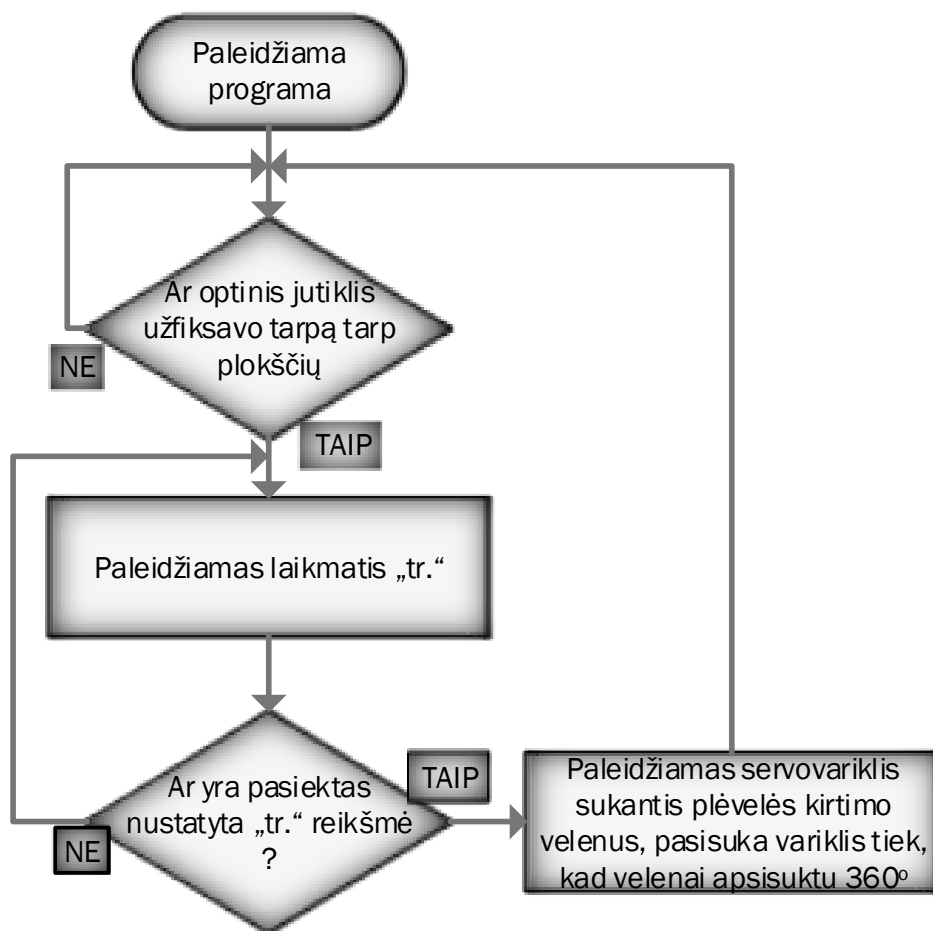 Paleidžiama
programa
Ar optinis jutiklis
užfiksavo tarpą tarp
plokščių
NE
TAIP
Paleidžiamas laikmatis „tr.“
Ar yra pasiektas
nustatyta „tr.“ reikšmė
?
NE
TAIP
Paleidžiamas servovariklis
sukantis plėvelės kirtimo
velenus, pasisuka variklis tiek,
kad velenai apsisuktu 360º